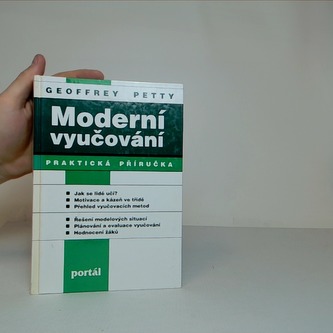 GEOFFREY PETTY
Moderní
vyučování
PRAKTICKÁ PŘÍRUČKA
Jak se lidé učí?
Motivace a kázeň ve třídě
Přehled vyučovacích metod
Řešení modelových situací
Plánování a evaluace vyučování
Hodnocení žáků
portál